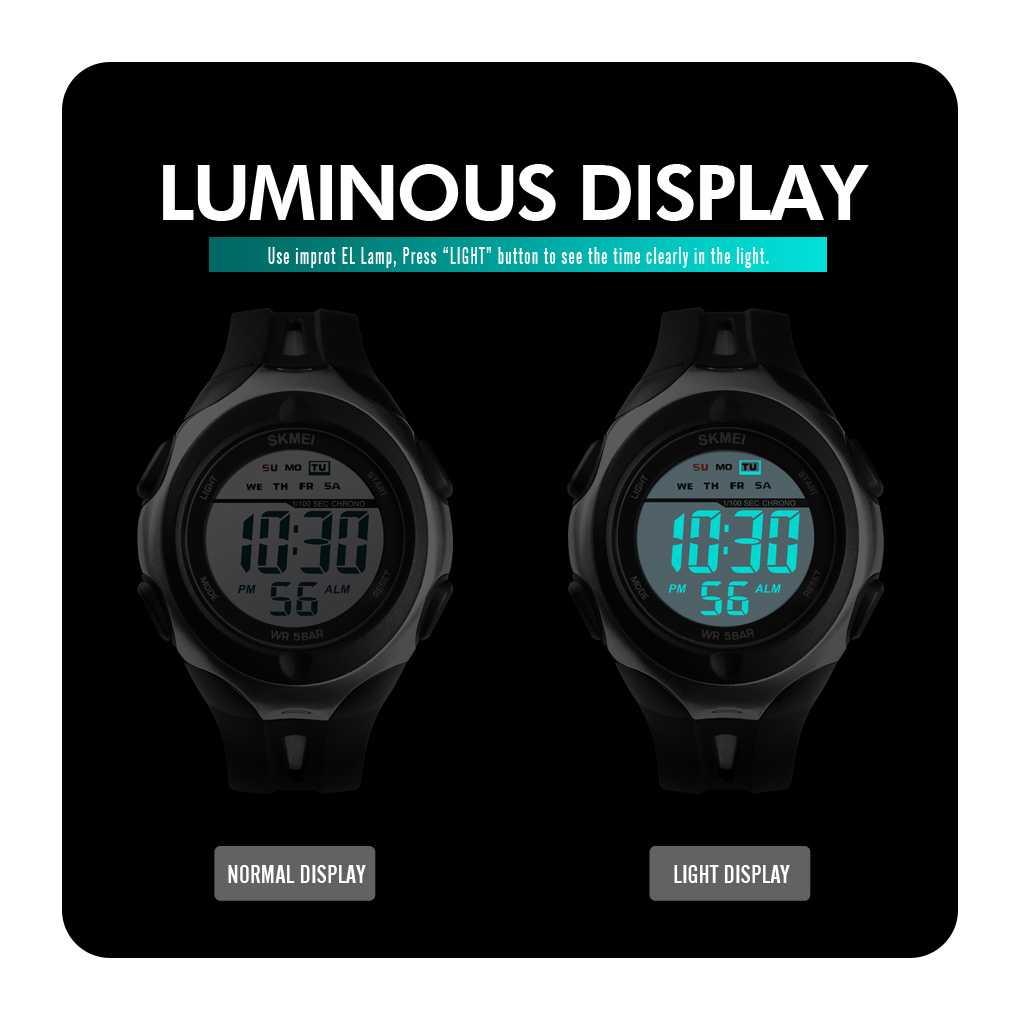 LUMINOUS DISPLAY
Use improt EL Lamp, Press “LIGHT” button to see the time clearly in the light.
SKMEI
LIGHT
START
SU MO TU
WE TH FR SA
1/100 SEC CHRONO
10:30
PM 56 ALM
MODE
RESET
WR 5BAR
SKMEI
LIGHT
START
SU MO TU
WE TH FR SA
1/100 SEC CHRONO
10:30
PM 56 ALM
MODE
RESET
WR 5BAR
NORMAL DISPLAY
LIGHT DISPLAY